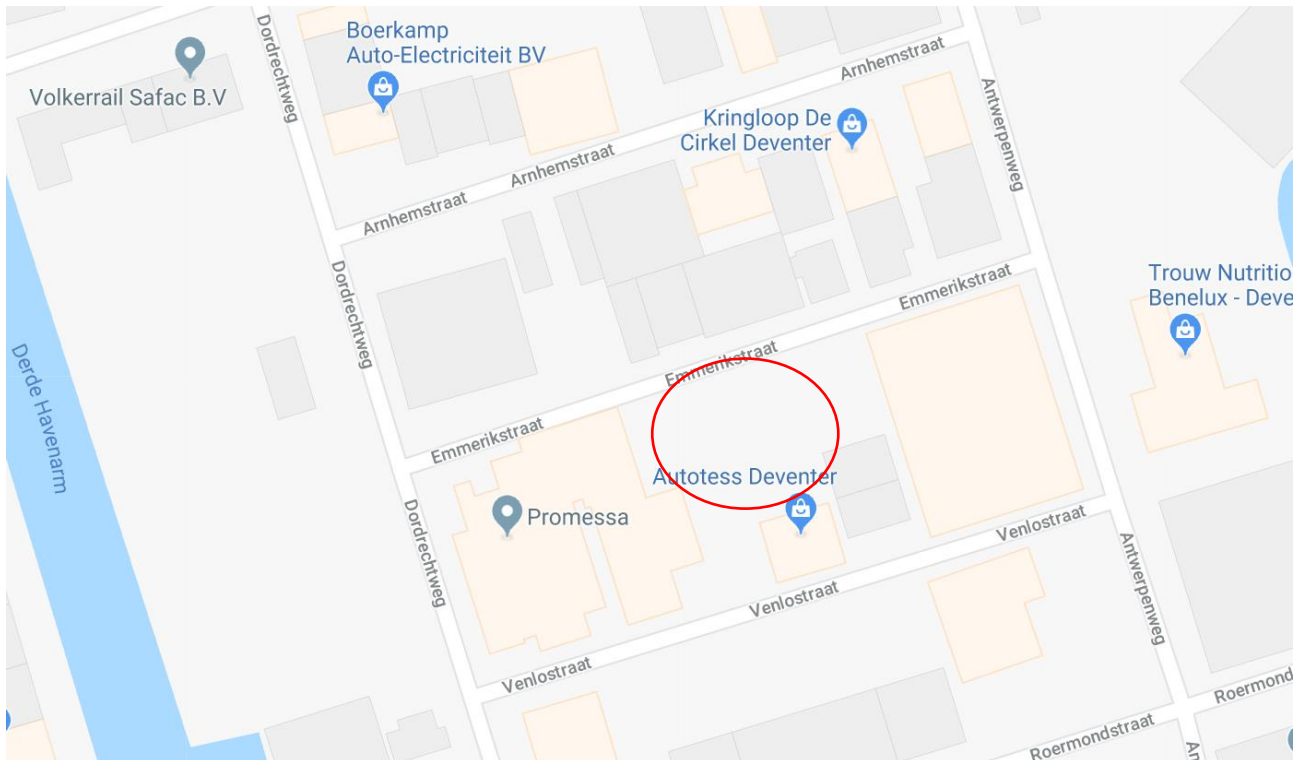 Boerkamp
Auto-Electriciteit BV
Volkerrail Safac B.V
Dordrechtweg
Arnhemstraat
Arnhemstraat
Arnhemstraat
Kringloop De
Cirkel Deventer
Antwerpenweg
Dordrechtweg
Emmerikstraat
Emmerikstraat
Emmerikstraat
Trouw Nutritio
Benelux - Deve
Derde Havenarm
Autotess Deventer
Promessa
Dordrechtweg
Venlostraat
Venlostraat
Venlostraat
Antwerpenweg
Roermond
Roermondstraat
An